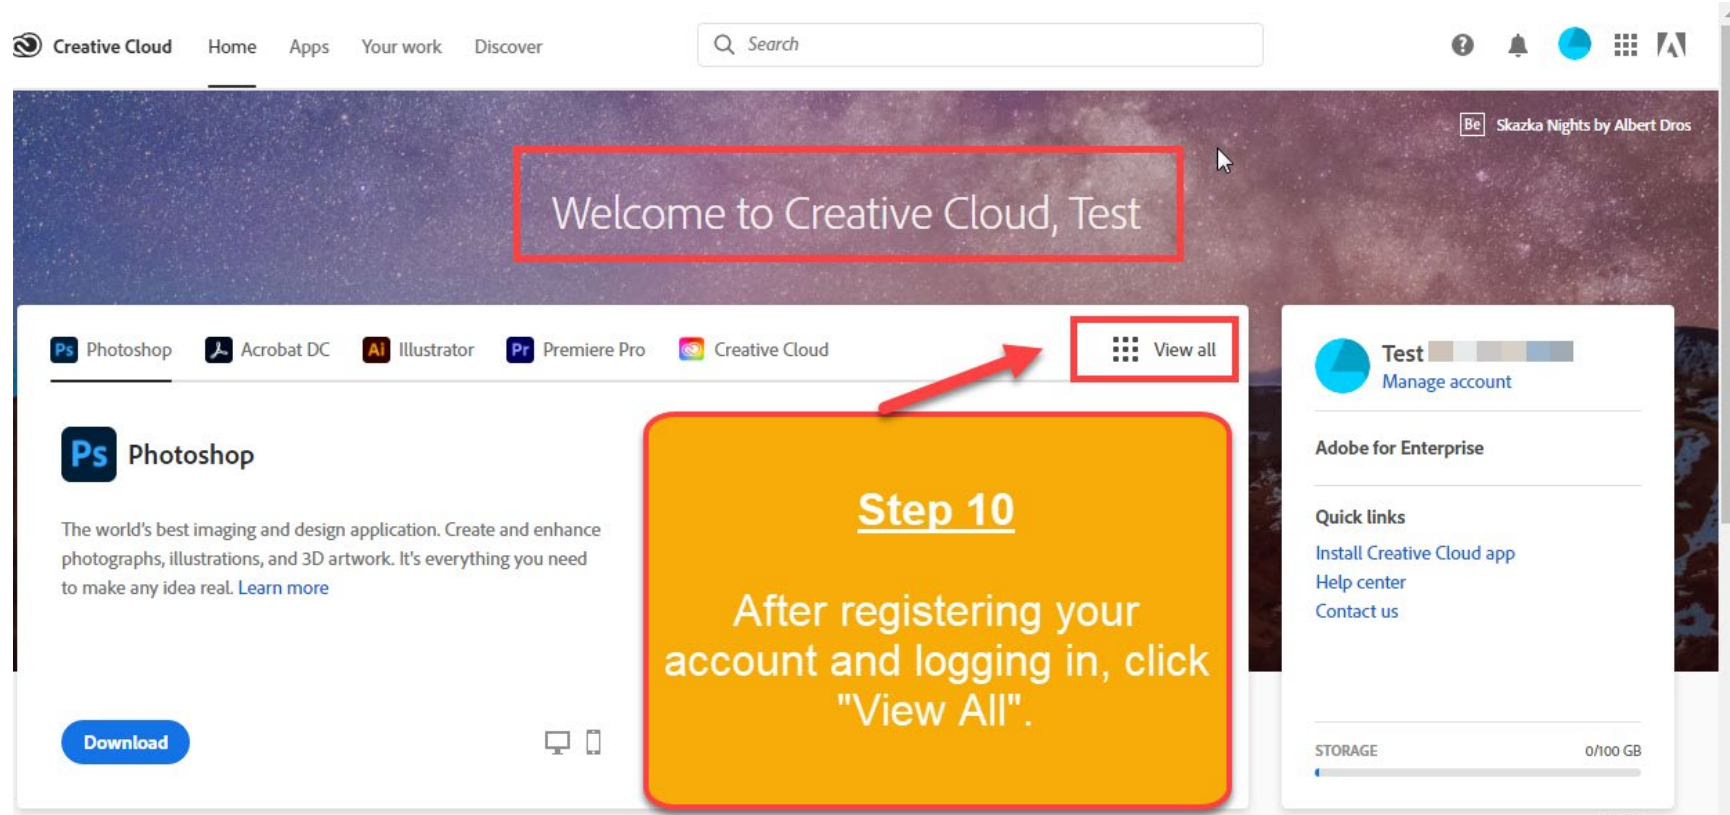 Creative Cloud Home Apps Your work Discover Search
Be Skazka Nights by Albert Dros
Welcome to Creative Cloud, Test
Ps Photoshop Acrobat DC Ai Illustrator Pr Premiere Pro Creative Cloud View all
Ps Photoshop
The world's best imaging and design application. Create and enhance
photographs, illustrations, and 3D artwork. It's everything you need
to make any idea real. Learn more
Download
Step 10
After registering your
account and logging in, click
"View All".
Test
Manage account
Adobe for Enterprise
Quick links
Install Creative Cloud app
Help center
Contact us
STORAGE 0/100 GB